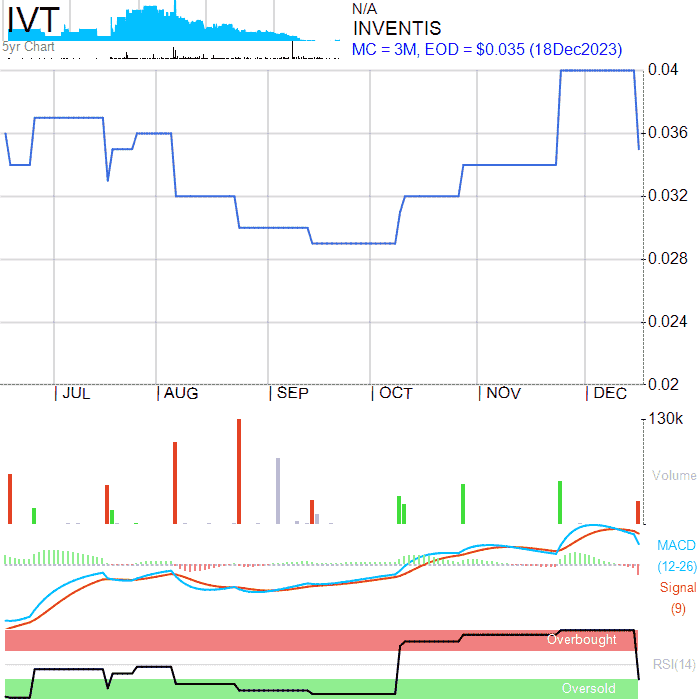 IVT
5yr Chart
N/A
INVENTIS
MC = 3M, EOD = $0.035 (18Dec2023)
0.04
0.036
0.032
0.028
0.024
0.02
| JUL | AUG | SEP | OCT | NOV | DEC
130k
Volume
MACD
(12-26)
Signal
(9)
Overbought
RSI(14)
Oversold